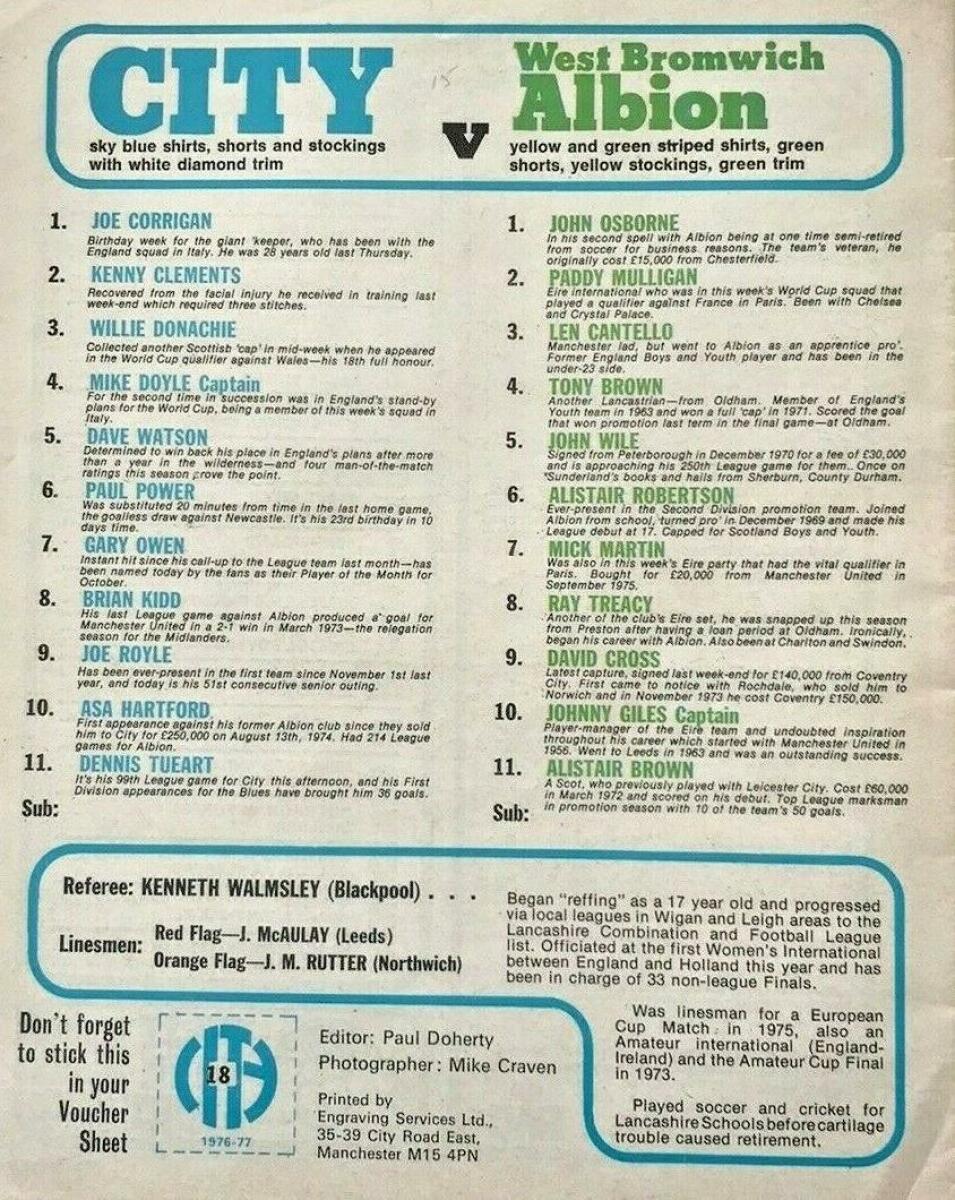 CITY
sky blue shirts, shorts and stockings
with white diamond trim
15
V
West Bromwich
Albion
yellow and green striped shirts, green
shorts, yellow stockings, green trim
1. JOE CORRIGAN
Birthday week for the giant 'keeper, who has been with the
England squad in Italy. He was 28 years old last Thursday.
2. KENNY CLEMENTS
Recovered from the facial injury he received in training last
week-end which required three stitches.
3. WILLIE DONACHIE
Collected another Scottish 'cap' in mid-week when he appeared
in the World Cup qualifier against Wales—his 18th full honour.
4. MIKE DOYLE Captain
For the second time in succession was in England's stand-by
plans for the World Cup, being a member of this week's squad in
Italy.
5. DAVE WATSON
Determined to win back his place in England's plans after more
than a year in the wilderness—and four man-of-the-match
ratings this season prove the point.
6. PAUL POWER
Was substituted 20 minutes from time in the last home game,
the goalless draw against Newcastle. It's his 23rd birthday in 10
days time.
7. GARY OWEN
Instant hit since his call-up to the League team last month—has
been named today by the fans as their Player of the Month for
October.
8. BRIAN KIDD
His last League game against Albion produced a goal for
Manchester United in a 2-1 win in March 1973—the relegation
season for the Midlanders.
9. JOE ROYLE
Has been ever-present in the first team since November 1st last
year, and today is his 51st consecutive senior outing.
10. ASA HARTFORD
First appearance against his former Albion club since they sold
him to City for £250,000 on August 13th, 1974. Had 214 League
games for Albion.
11. DENNIS TUEART
It's his 99th League game for City this afternoon, and his First
Division appearances for the Blues have brought him 36 goals.
Sub:
1. JOHN OSBORNE
In his second spell with Albion being at one time semi-retired
from soccer for business reasons. The team's veteran, he
originally cost £15,000 from Chesterfield.
2. PADDY MULLIGAN
Eire international who was in this week's World Cup squad that
played a qualifier against France in Paris. Been with Chelsea
and Crystal Palace.
3. LEN CANTELLO
Manchester lad, but went to Albion as an apprentice pro'.
Former England Boys and Youth player and has been in the
under-23 side.
4. TONY BROWN
Another Lancastrian—from Oldham. Member of England's
Youth team in 1963 and won a full 'cap' in 1971. Scored the goal
that won promotion last term in the final game—at Oldham.
5. JOHN WILE
Signed from Peterborough in December 1970 for a fee of £30,000
and is approaching his 250th League game for them.. Once on
Sunderland's books and hails from Sherburn, County Durham.
6. ALISTAIR ROBERTSON
Ever-present in the Second Division promotion team. Joined
Albion from school, turned pro' in December 1969 and made his
League debut at 17. Capped for Scotland Boys and Youth.
7. MICK MARTIN
Was also in this week's Eire party that had the vital qualifier in
Paris. Bought for £20,000 from Manchester United in
September 1975.
8. RAY TREACY
Another of the club's Eire set, he was snapped up this season
from Preston after having a loan period at Oldham. Ironically,
began his career with Albion. Also been at Charlton and Swindon.
9. DAVID CROSS
Latest capture, signed last week-end for £140,000 from Coventry
City. First came to notice with Rochdale, who sold him to
Norwich and in November 1973 he cost Coventry £150,000.
10. JOHNNY GILES Captain
Player-manager of the Eire team and undoubted inspiration
throughout his career which started with Manchester United in
1956. Went to Leeds in 1963 and was an outstanding success.
11. ALISTAIR BROWN
A Scot, who previously played with Leicester City. Cost £60,000
in March 1972 and scored on his debut. Top League marksman
in promotion season with 10 of the team's 50 goals.
Sub:
Referee: KENNETH WALMSLEY (Blackpool) . . .
Linesmen: Red Flag—J. McAULAY (Leeds)
Orange Flag—J. M. RUTTER (Northwich)
Began "reffing" as a 17 year old and progressed
via local leagues in Wigan and Leigh areas to the
Lancashire Combination and Football League
list. Officiated at the first Women's International
between England and Holland this year and has
been in charge of 33 non-league Finals.
Was linesman for a European
Cup Match in 1975, also an
Amateur international (England-
Ireland) and the Amateur Cup Final
in 1973.
Played soccer and cricket for
Lancashire Schools before cartilage
trouble caused retirement.
Don't forget
to stick this
in your
Voucher
Sheet
CITY
18
1976-77
Editor: Paul Doherty
Photographer: Mike Craven
Printed by
Engraving Services Ltd.,
35-39 City Road East,
Manchester M15 4PN